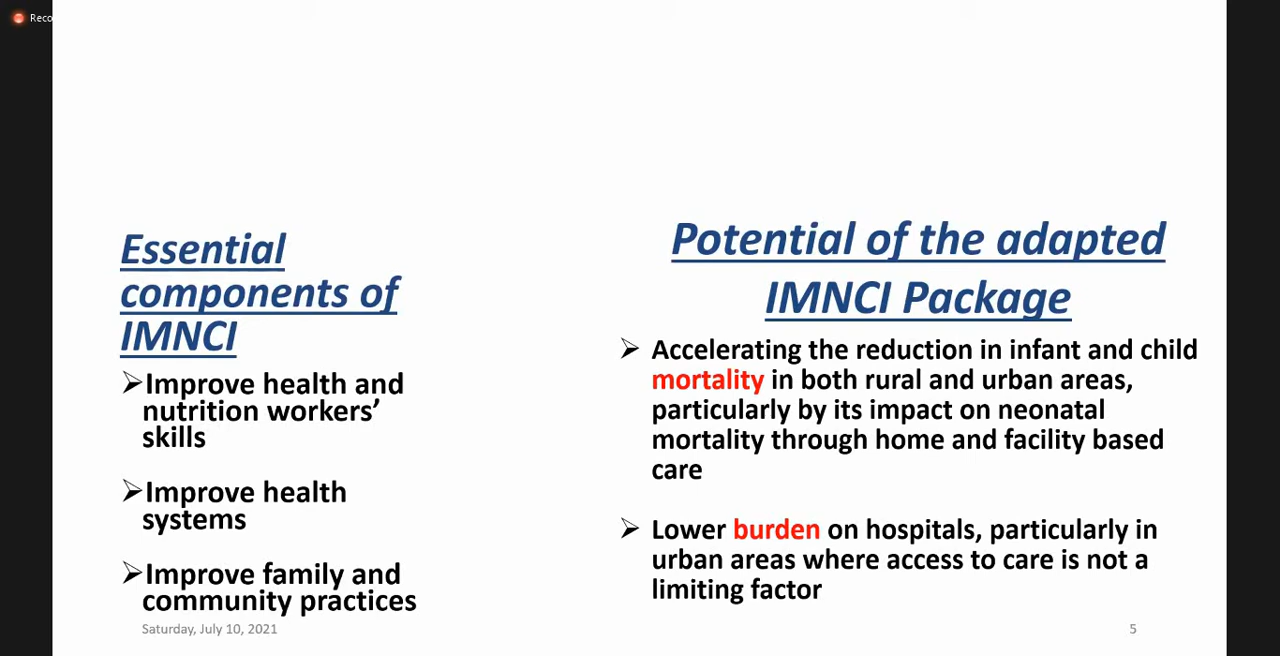 Reco
Essential
components of
IMNCI
➢Improve health and
nutrition workers’
skills
➢Improve health
systems
➢Improve family and
community practices
Potential of the adapted
IMNCI Package
➢ Accelerating the reduction in infant and child
mortality in both rural and urban areas,
particularly by its impact on neonatal
mortality through home and facility based
care
➢ Lower burden on hospitals, particularly in
urban areas where access to care is not a
limiting factor
Saturday, July 10, 2021
5